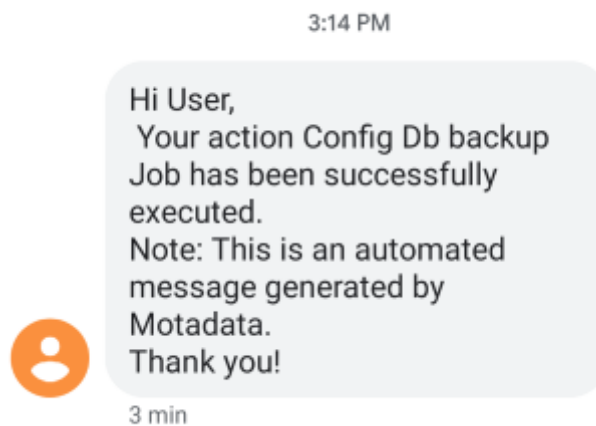 3:14 PM
Hi User,
Your action Config Db backup
Job has been successfully
executed.
Note: This is an automated
message generated by
Motadata.
Thank you!
3 min